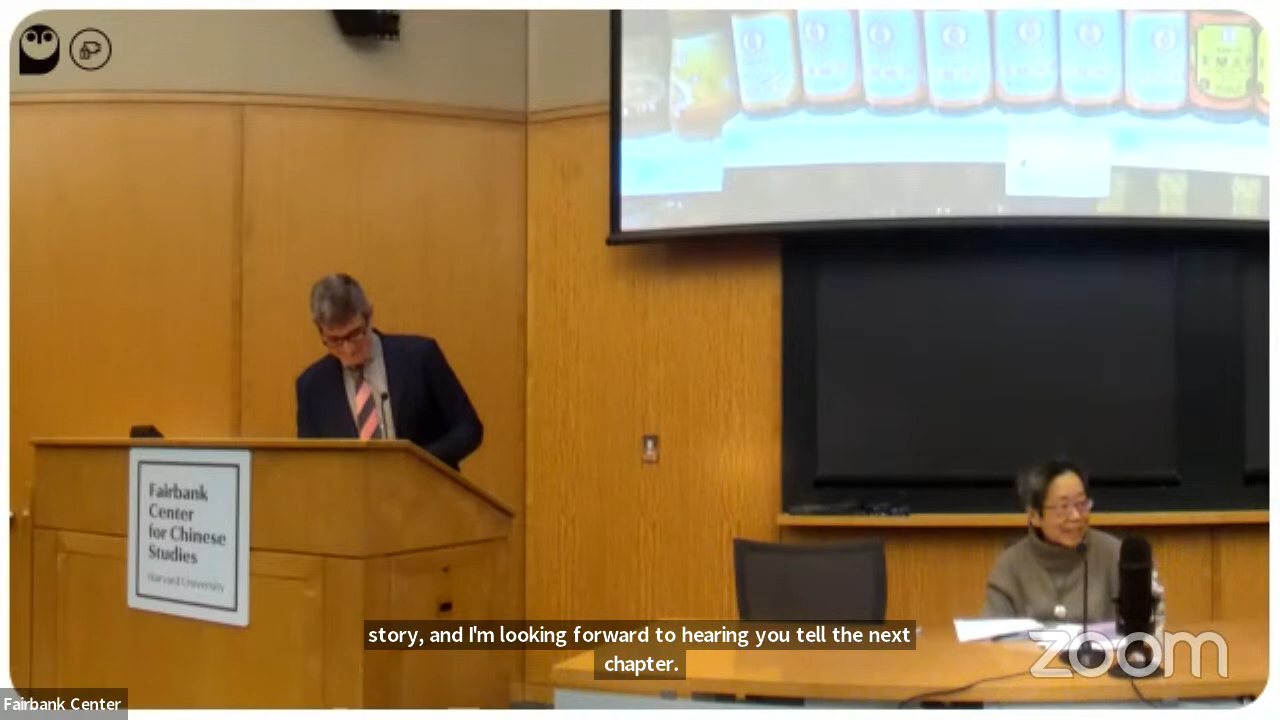 Fairbank
Center
for Chinese
Studies
Harvard University
story, and I'm looking forward to hearing you tell the next
chapter.
zoom
Fairbank Center